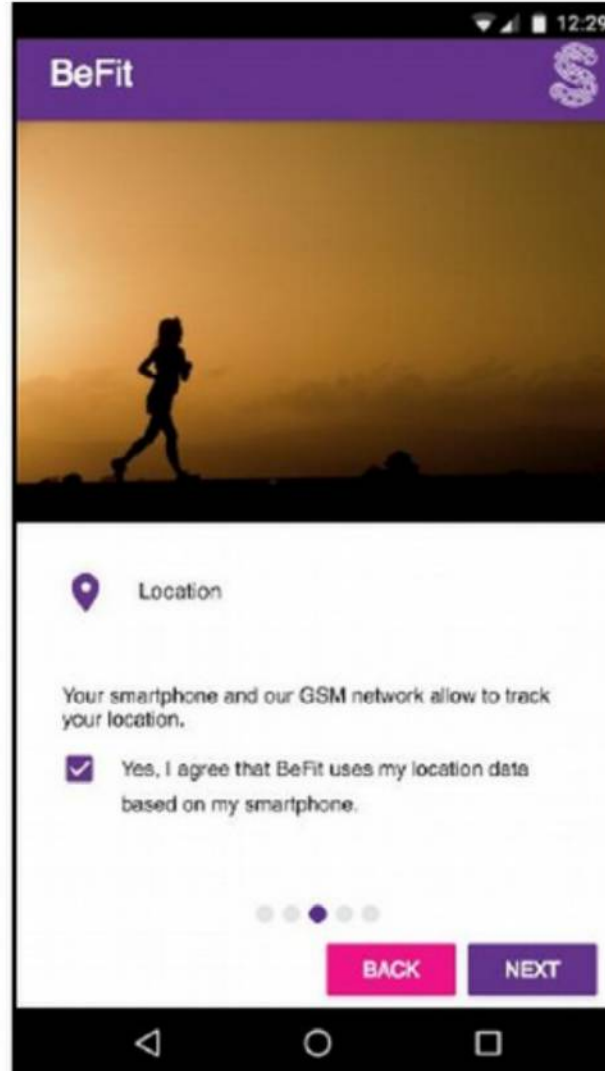 12:29
BeFit
Location
Your smartphone and our GSM network allow to track
your location.
Yes, I agree that BeFit uses my location data
based on my smartphone.
BACK
NEXT